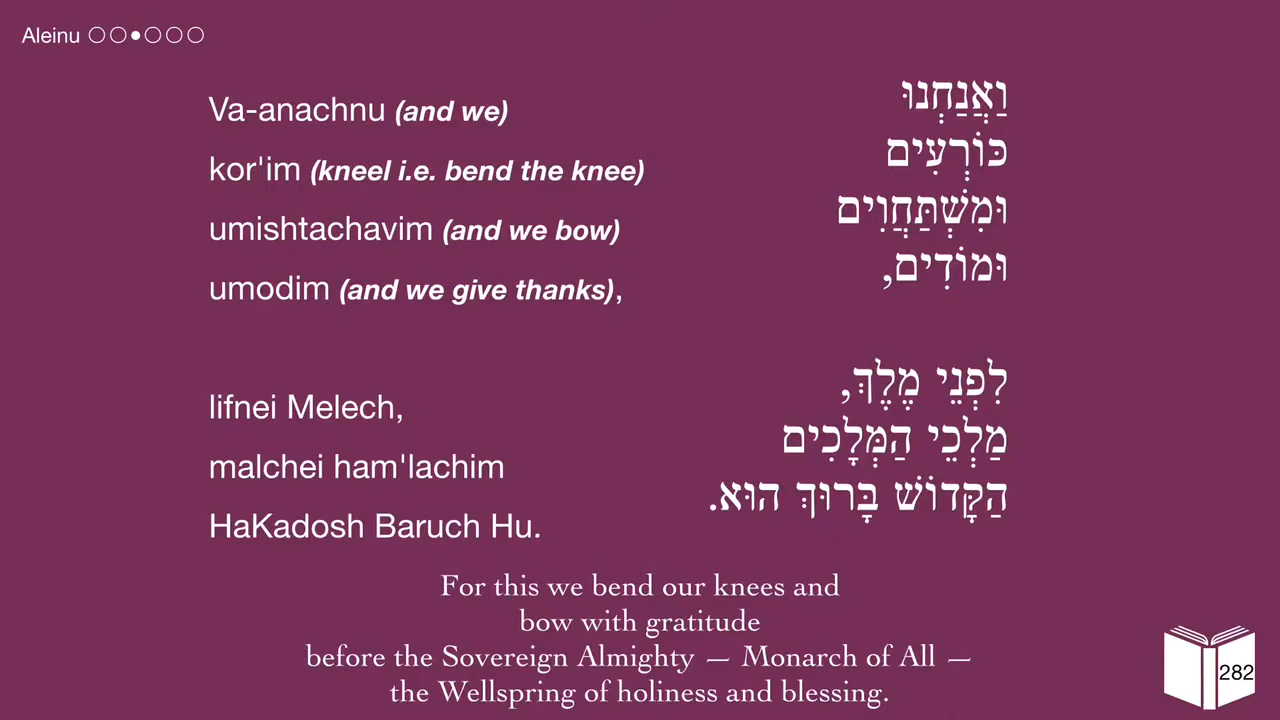 Aleinu ○○●○○○
Va-anachnu (and we)
kor'im (kneel i.e. bend the knee)
umishtachavim (and we bow)
umodim (and we give thanks),
lifnei Melech,
malchei ham'lachim
HaKadosh Baruch Hu.
וַאֲנַחְנוּ
כּוֹרְעִים
וּמִשְׁתַּחֲוִים
וּמוֹדִים,
לִפְנֵי מֶלֶךְ,
מַלְכֵי הַמְּלָכִים
הַקָּדוֹשׁ בָּרוּךְ הוּא.
For this we bend our knees and
bow with gratitude
before the Sovereign Almighty — Monarch of All —
the Wellspring of holiness and blessing.
282